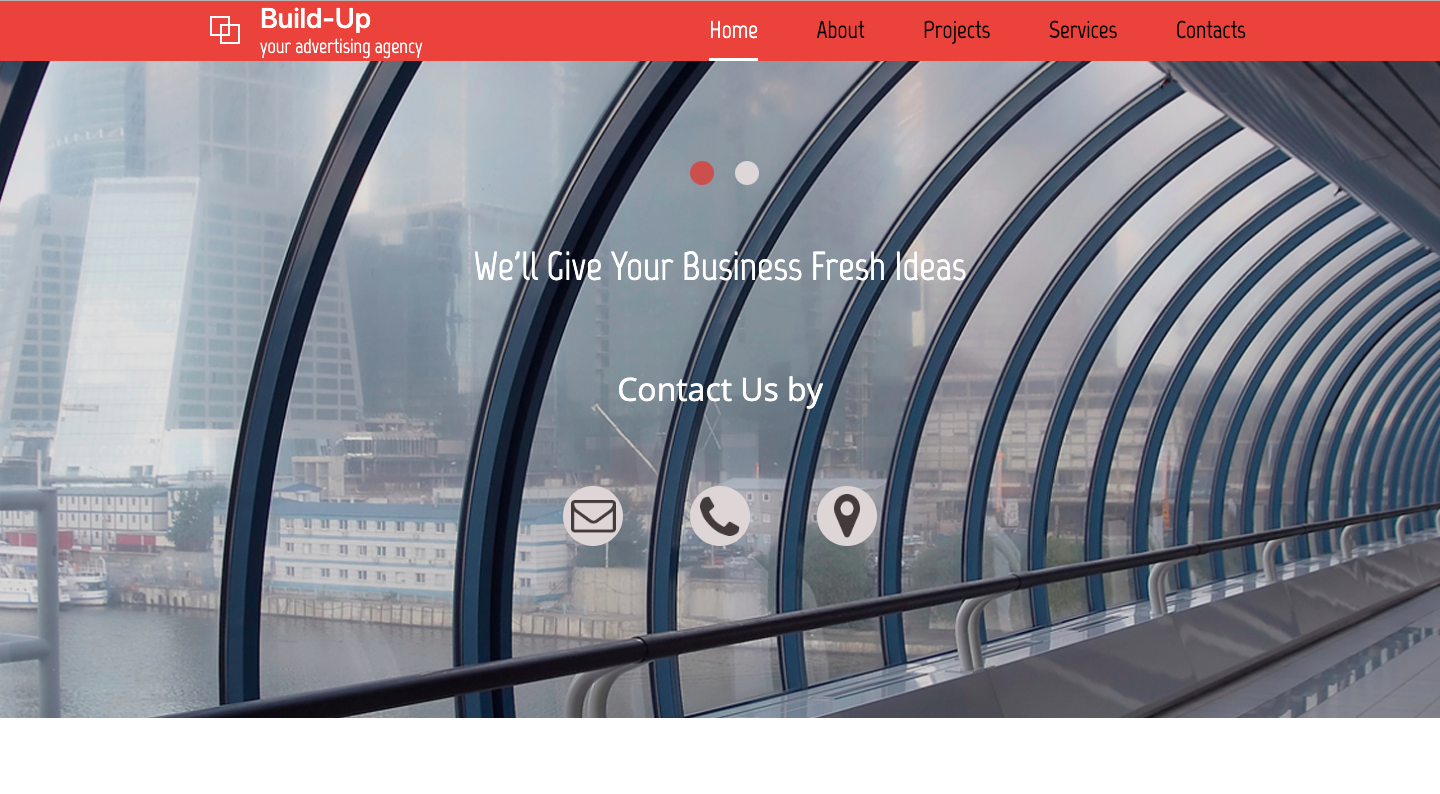 Build-Up
your advertising agency
Home About Projects Services Contacts
We'll Give Your Business Fresh Ideas
Contact Us by